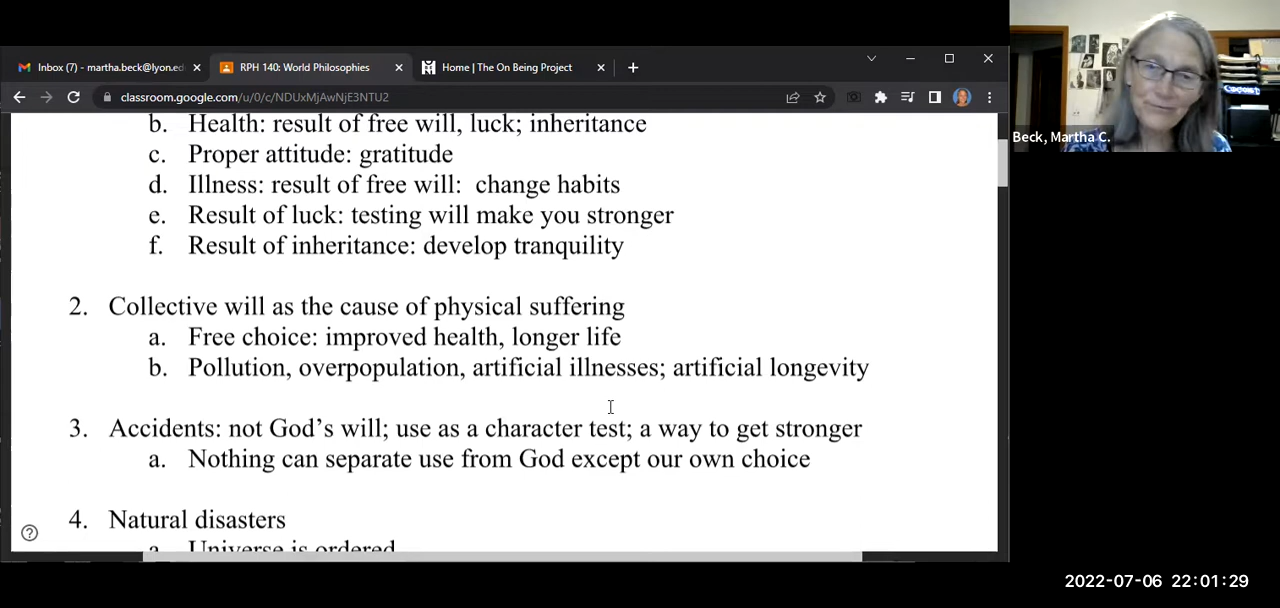 Inbox (7) - martha.beck@lyon.ed
RPH 140: World Philosophies
Home | The On Being Project
classroom.google.com/u/0/c/NDUxMjAwNjE3NTU2
b. Health: result of free will, luck; inheritance
c. Proper attitude: gratitude
d. Illness: result of free will: change habits
e. Result of luck: testing will make you stronger
f. Result of inheritance: develop tranquility
2. Collective will as the cause of physical suffering
a. Free choice: improved health, longer life
b. Pollution, overpopulation, artificial illnesses; artificial longevity
3. Accidents: not God's will; use as a character test; a way to get stronger
a. Nothing can separate use from God except our own choice
4. Natural disasters
a. Universe is ordered
Beck, Martha C.
2022-07-06 22:01:29